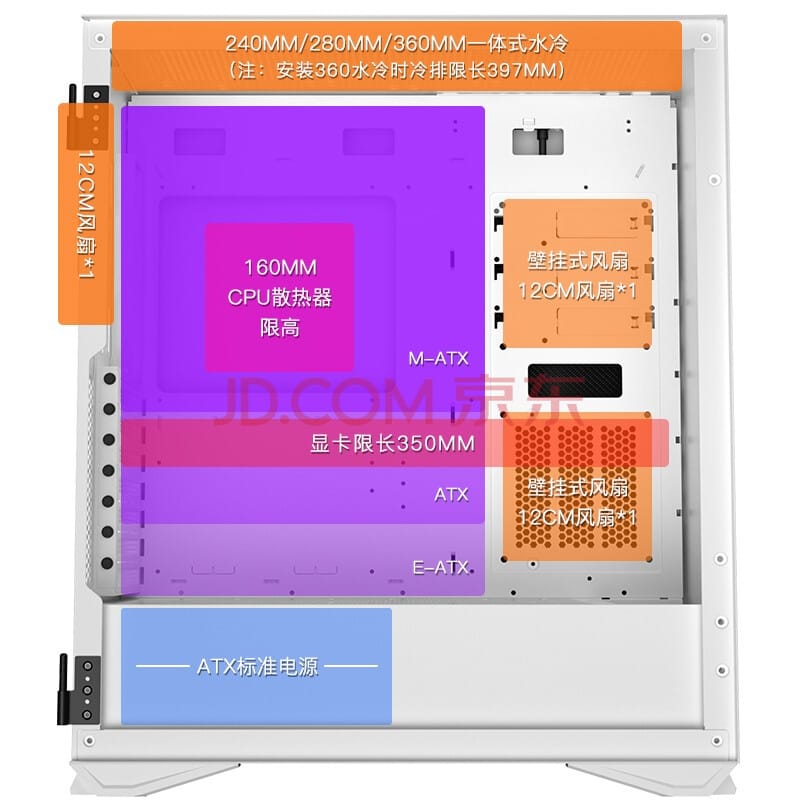 240MM/280MM/360MM一体式水冷
（注：安装360水冷时冷排限长397MM）
12CM风扇*1
160MM
CPU散热器
限高
壁挂式风扇
12CM风扇*1
M-ATX
JD.COM 京东
显卡限长350MM
ATX
壁挂式风扇
12CM风扇*1
E-ATX
ATX标准电源